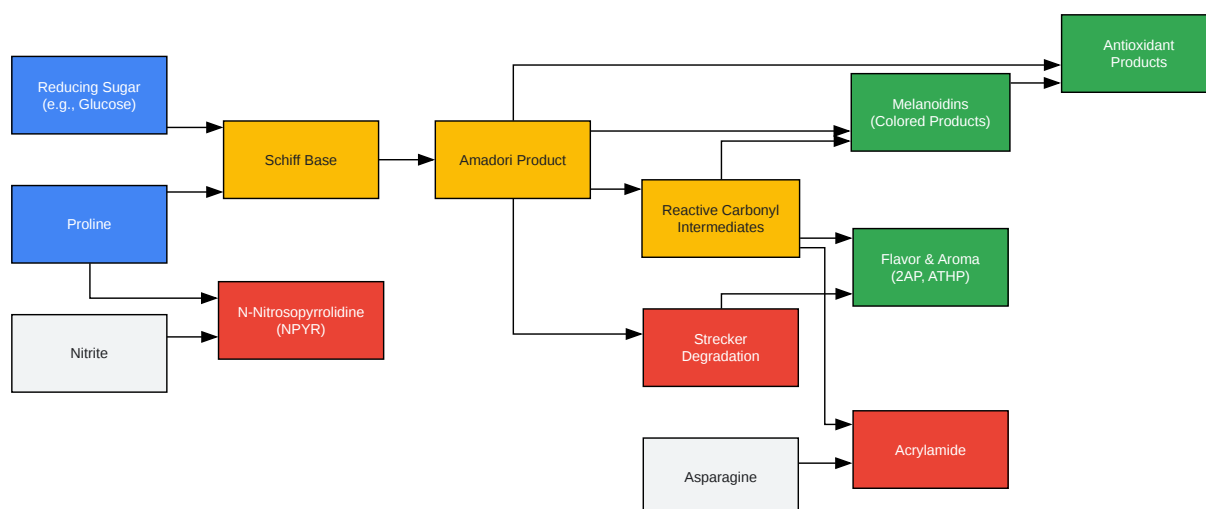 Reducing Sugar
(e.g., Glucose)
Proline
Nitrite
Schiff Base
N-Nitrosopyrrolidine
(NPYR)
Amadori Product
Reactive Carbonyl
Intermediates
Strecker
Degradation
Asparagine
Antioxidant
Products
Melanoidins
(Colored Products)
Flavor & Aroma
(2AP, ATHP)
Acrylamide